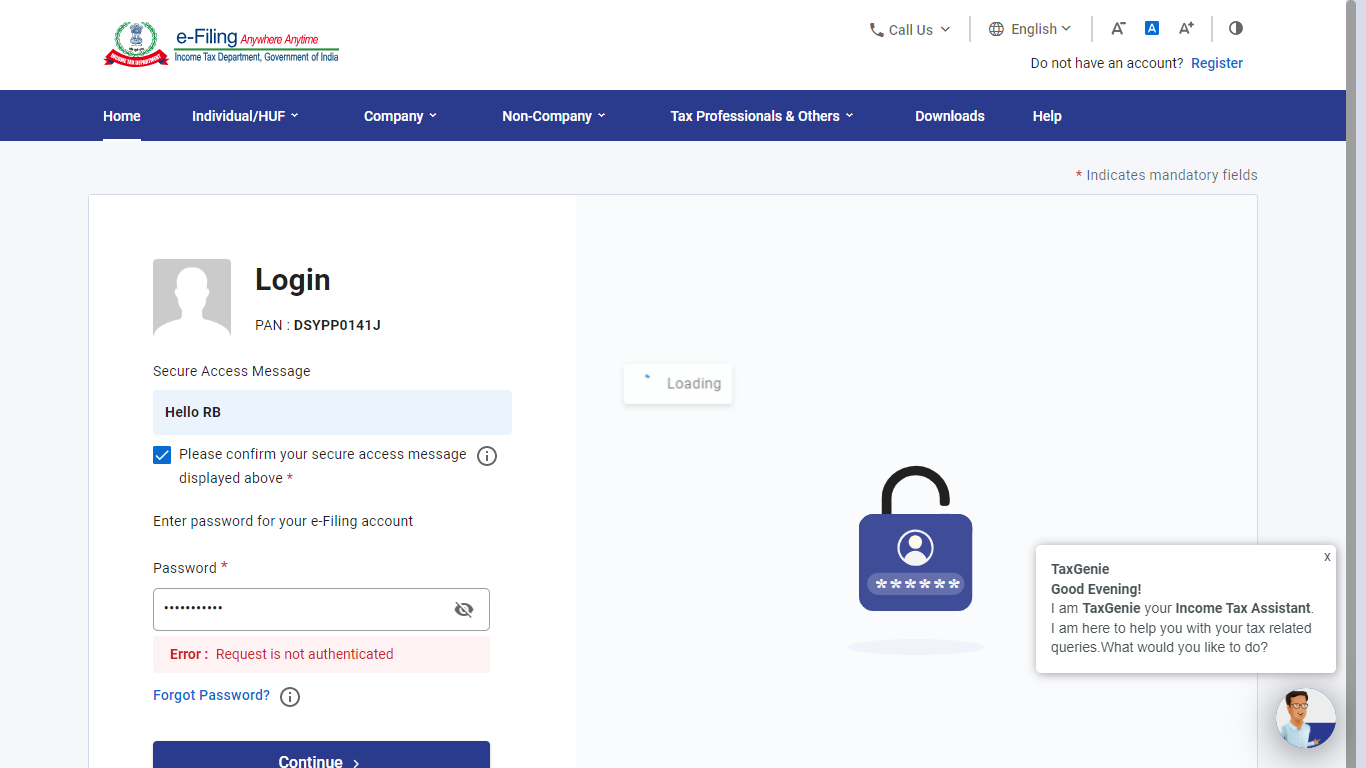 e-Filing Anywhere Anytime
Income Tax Department, Government of India
Call Us
English
A-
A
A+
Do not have an account? Register
Home
Individual/HUF
Company
Non-Company
Tax Professionals & Others
Downloads
Help
* Indicates mandatory fields
Login
PAN : DSYPP0141J
Secure Access Message
Hello RB
Please confirm your secure access message
displayed above *
Enter password for your e-Filing account
Password *
•••••••••••
Error : Request is not authenticated
Forgot Password?
Continue
Loading
******
x
TaxGenie
Good Evening!
I am TaxGenie your Income Tax Assistant.
I am here to help you with your tax related
queries.What would you like to do?